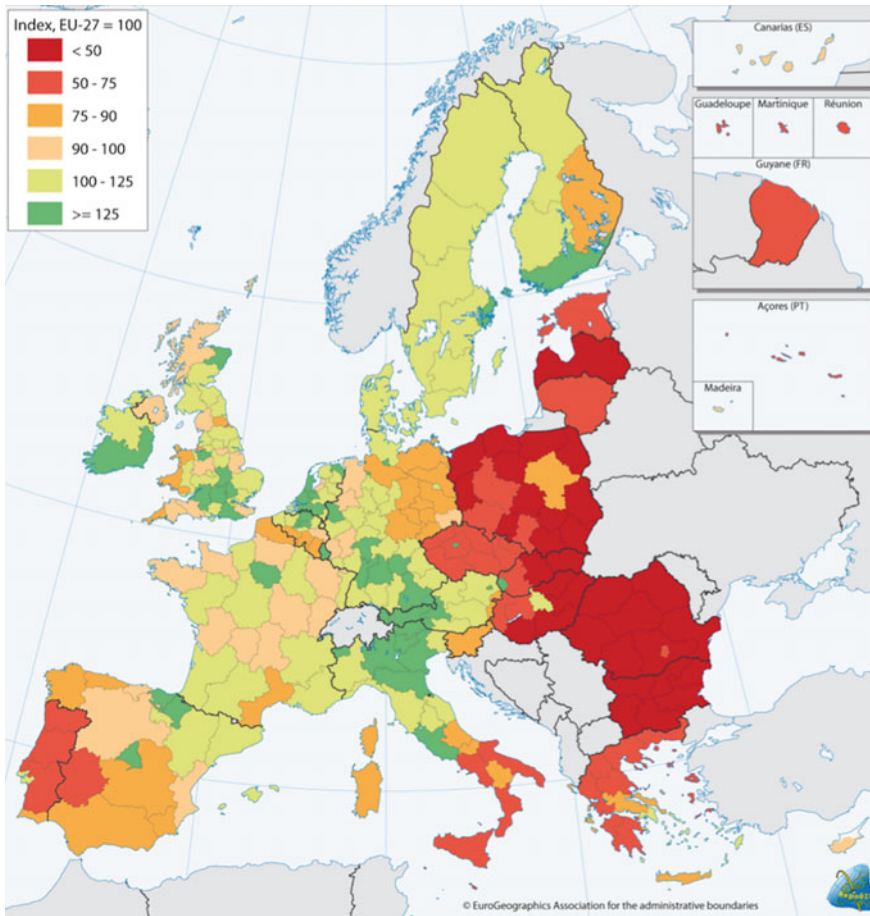 Index, EU-27 = 100
< 50
50 - 75
75 - 90
90 - 100
100 - 125
>= 125
Canarias (ES)
Guadeloupe
Martinique
Réunion
Guyane (FR)
Açores (PT)
Madeira
© EuroGeographics Association for the administrative boundaries